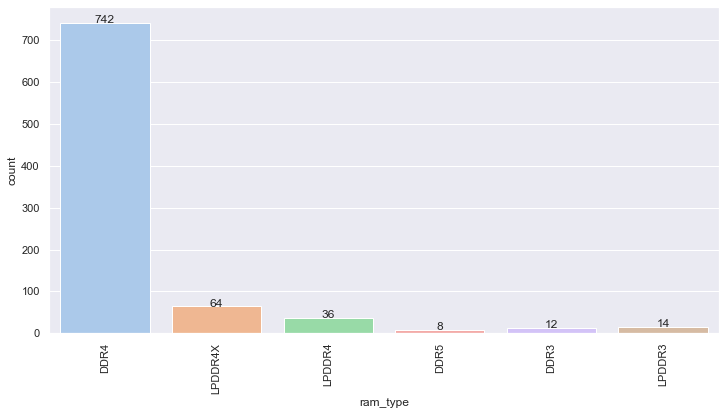 742
700
600
500
400
300
200
100
0
count
64
36
8
12
14
DDR4
LPDDR4X
LPDDR4
DDR5
DDR3
LPDDR3
ram_type